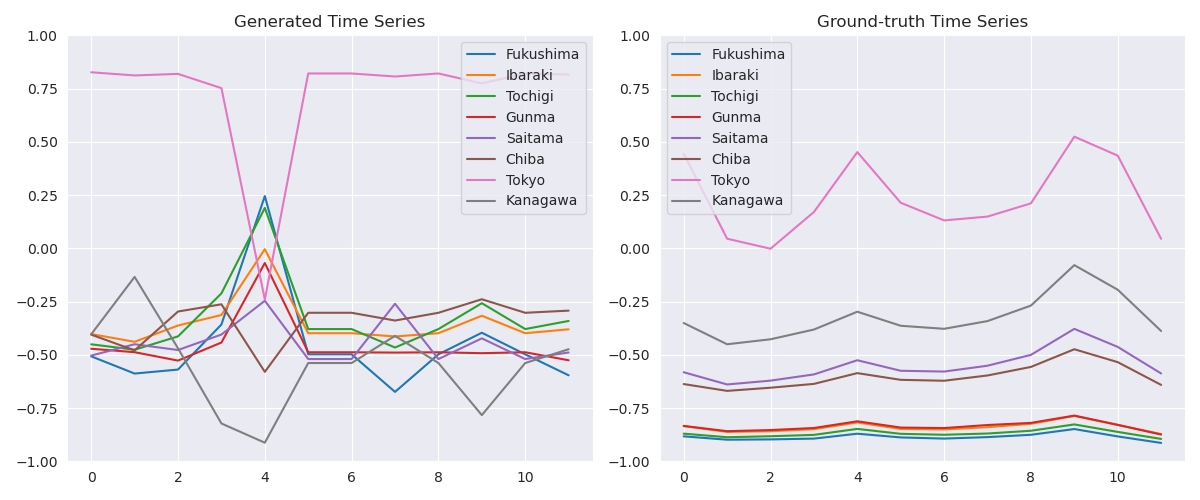 Generated Time Series
1.00
0.75
0.50
0.25
0.00
−0.25
−0.50
−0.75
−1.00
0 2 4 6 8 10
Fukushima
Ibaraki
Tochigi
Gunma
Saitama
Chiba
Tokyo
Kanagawa
Ground-truth Time Series
1.00
0.75
0.50
0.25
0.00
−0.25
−0.50
−0.75
−1.00
0 2 4 6 8 10
Fukushima
Ibaraki
Tochigi
Gunma
Saitama
Chiba
Tokyo
Kanagawa